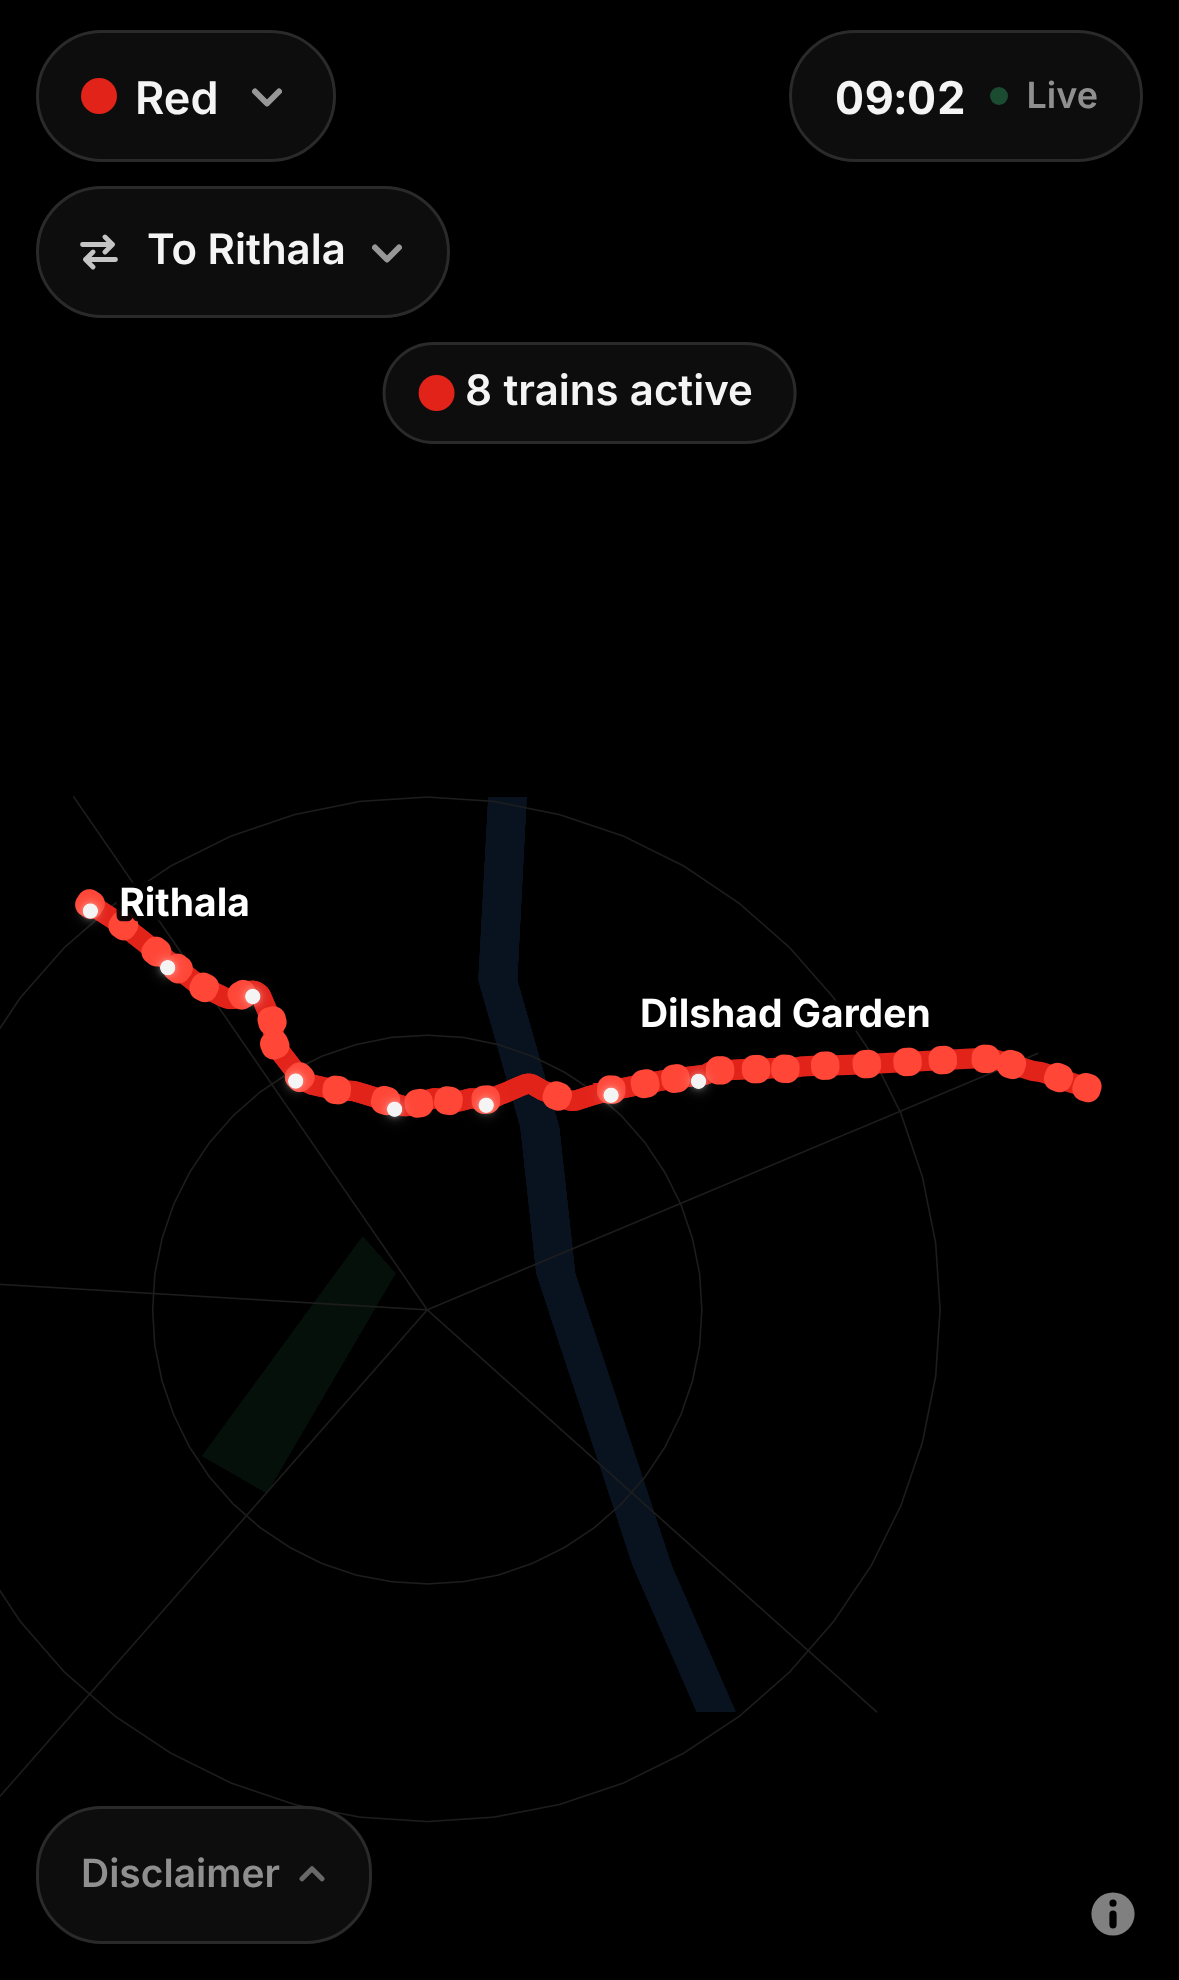 Red
09:02 Live
To Rithala
8 trains active
Rithala
Dilshad Garden
Disclaimer